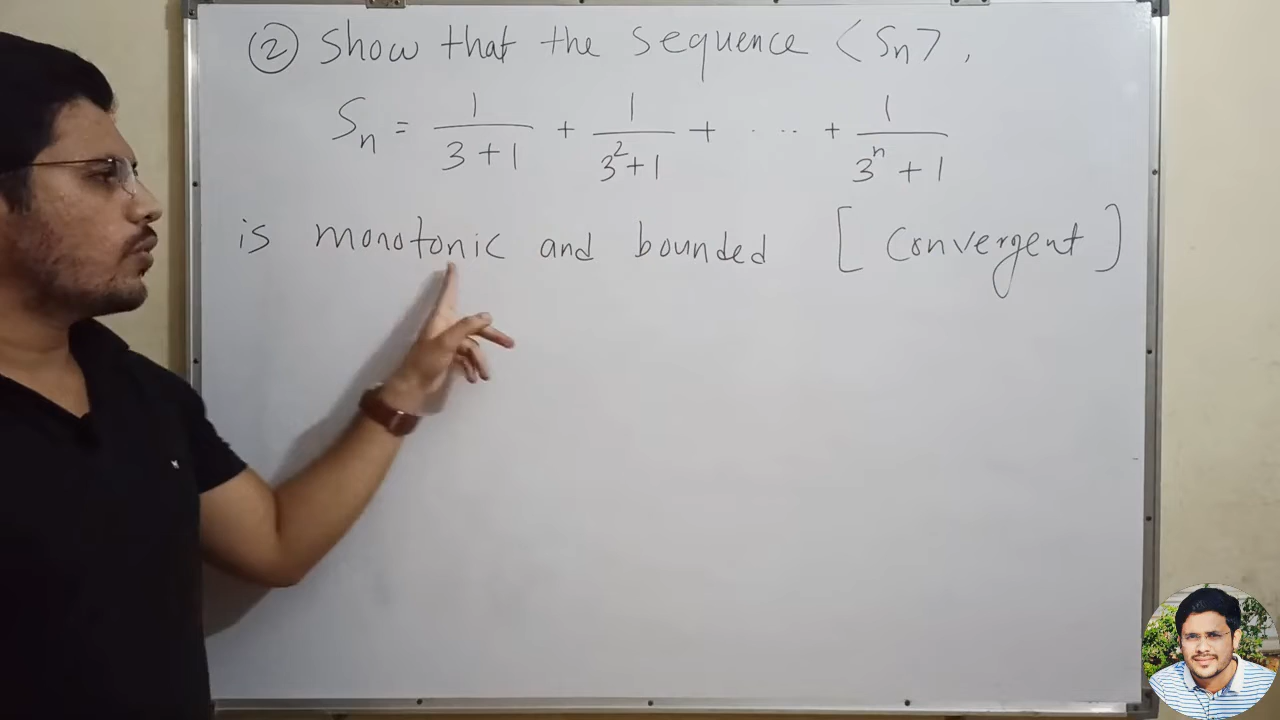 ② Show that the sequence <Sn>,
Sn = 1/(3+1) + 1/(3²+1) + ..... + 1/(3ⁿ+1)
is monotonic and bounded [Convergent]